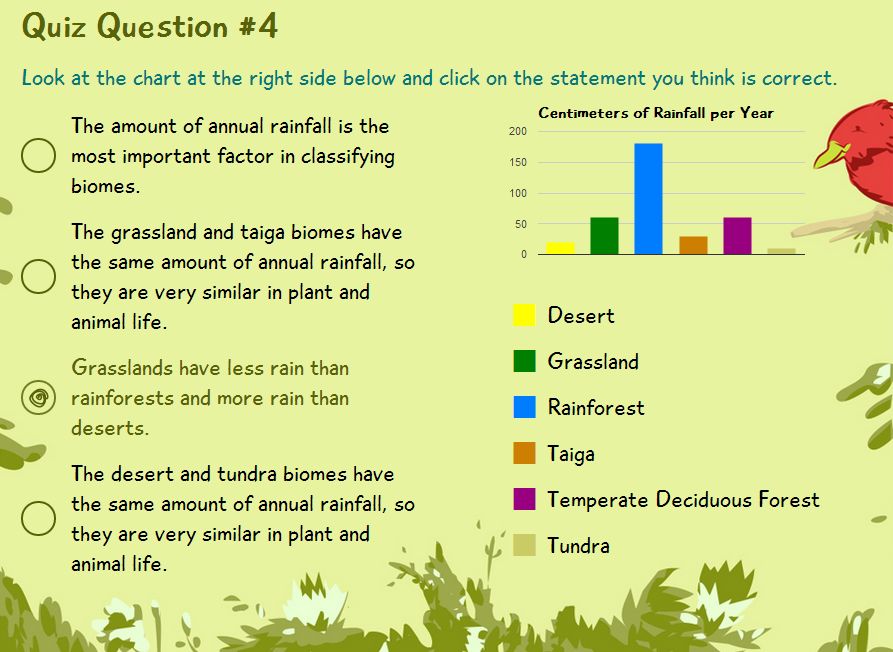 Quiz Question #4
Look at the chart at the right side below and click on the statement you think is correct.
The amount of annual rainfall is the
most important factor in classifying
biomes.
The grassland and taiga biomes have
the same amount of annual rainfall, so
they are very similar in plant and
animal life.
Grasslands have less rain than
rainforests and more rain than
deserts.
The desert and tundra biomes have
the same amount of annual rainfall, so
they are very similar in plant and
animal life.
Centimeters of Rainfall per Year
200
150
100
50
0
Desert
Grassland
Rainforest
Taiga
Temperate Deciduous Forest
Tundra